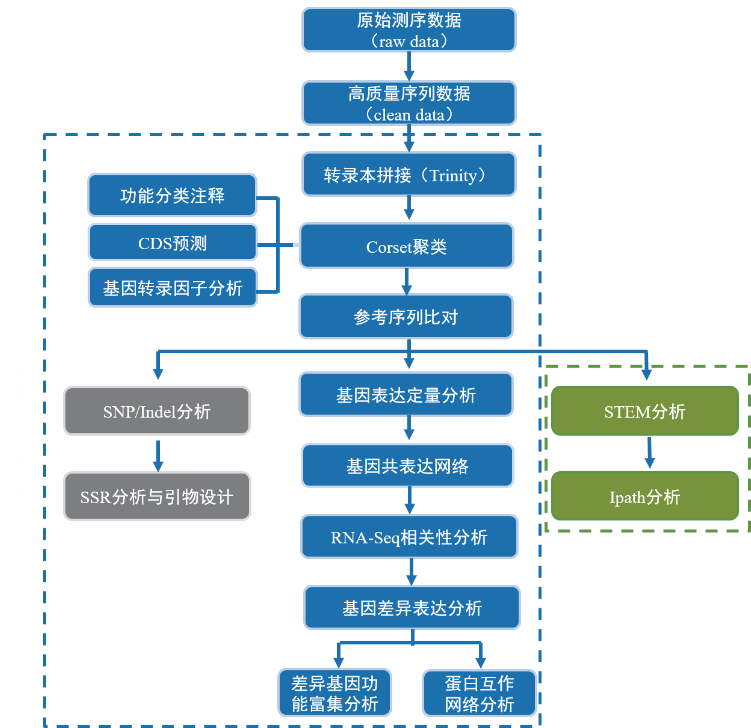 原始测序数据
（raw data）
高质量序列数据
（clean data）
转录本拼接（Trinity）
功能分类注释
CDS预测
Corset聚类
基因转录因子分析
参考序列比对
SNP/Indel分析
基因表达定量分析
STEM分析
基因共表达网络
SSR分析与引物设计
Ipath分析
RNA-Seq相关性分析
基因差异表达分析
差异基因功
能富集分析
蛋白互作
网络分析